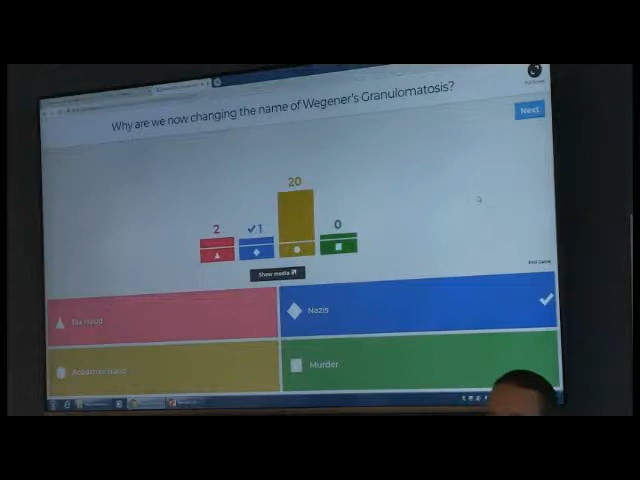 Why are we now changing the name of Wegener's Granulomatosis?
Next
2
1
20
0
9
Show media
End Game
Tax fraud
Nazis
Academic fraud
Murder